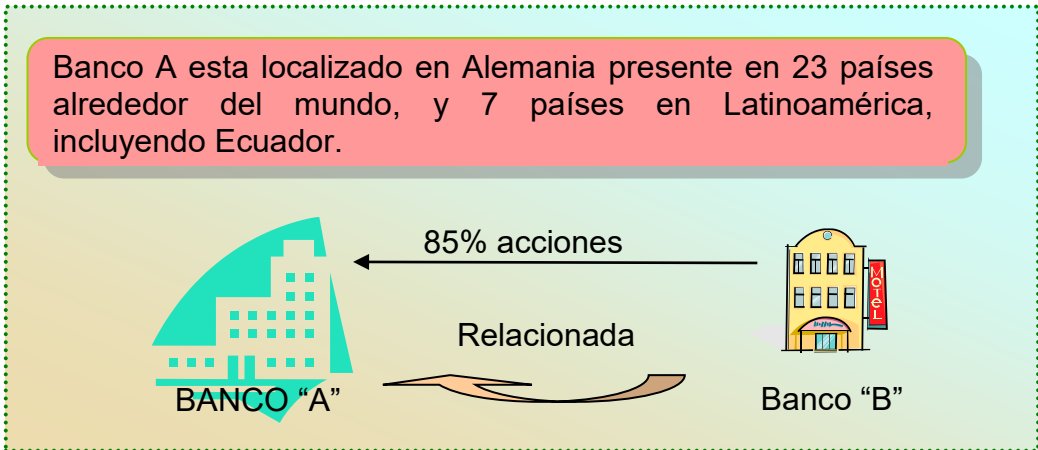 Banco A esta localizado en Alemania presente en 23 países
alrededor del mundo, y 7 países en Latinoamérica,
incluyendo Ecuador.
85% acciones
MOTEL
Relacionada
BANCO “A”
Banco “B”